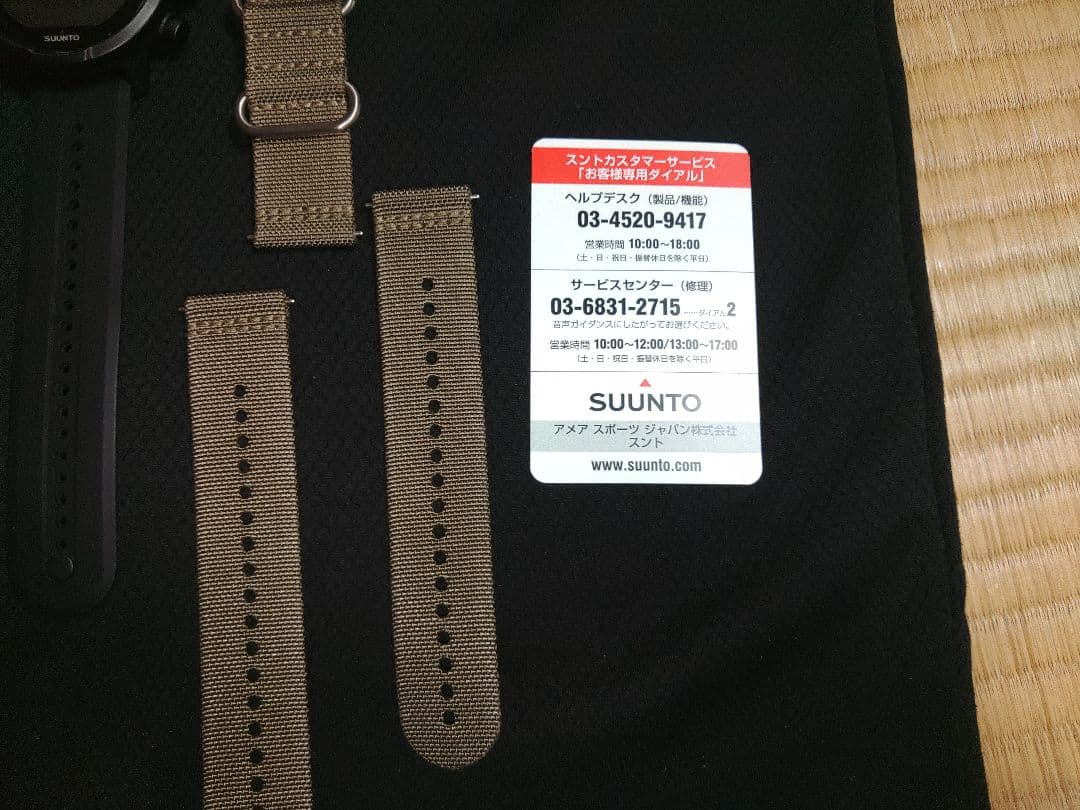 SUUNTO
スントカスタマーサービス
「お客様専用ダイアル」
ヘルプデスク（製品/機能）
03-4520-9417
営業時間 10:00〜18:00
（土・日・祝日・振替休日を除く平日）
サービスセンター（修理）
03-6831-2715 ……ダイアル2
音声ガイダンスにしたがってお選びください。
営業時間 10:00〜12:00/13:00〜17:00
（土・日・祝日・振替休日を除く平日）
SUUNTO
アメア スポーツ ジャパン株式会社
スント
www.suunto.com